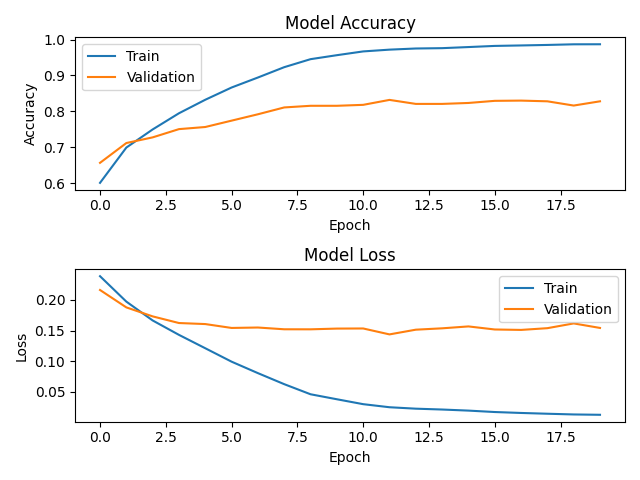 Model Accuracy
1.0
0.9
0.8
0.7
0.6
Accuracy
Train
Validation
0.0 2.5 5.0 7.5 10.0 12.5 15.0 17.5
Epoch
Model Loss
0.20
0.15
0.10
0.05
Loss
Train
Validation
0.0 2.5 5.0 7.5 10.0 12.5 15.0 17.5
Epoch